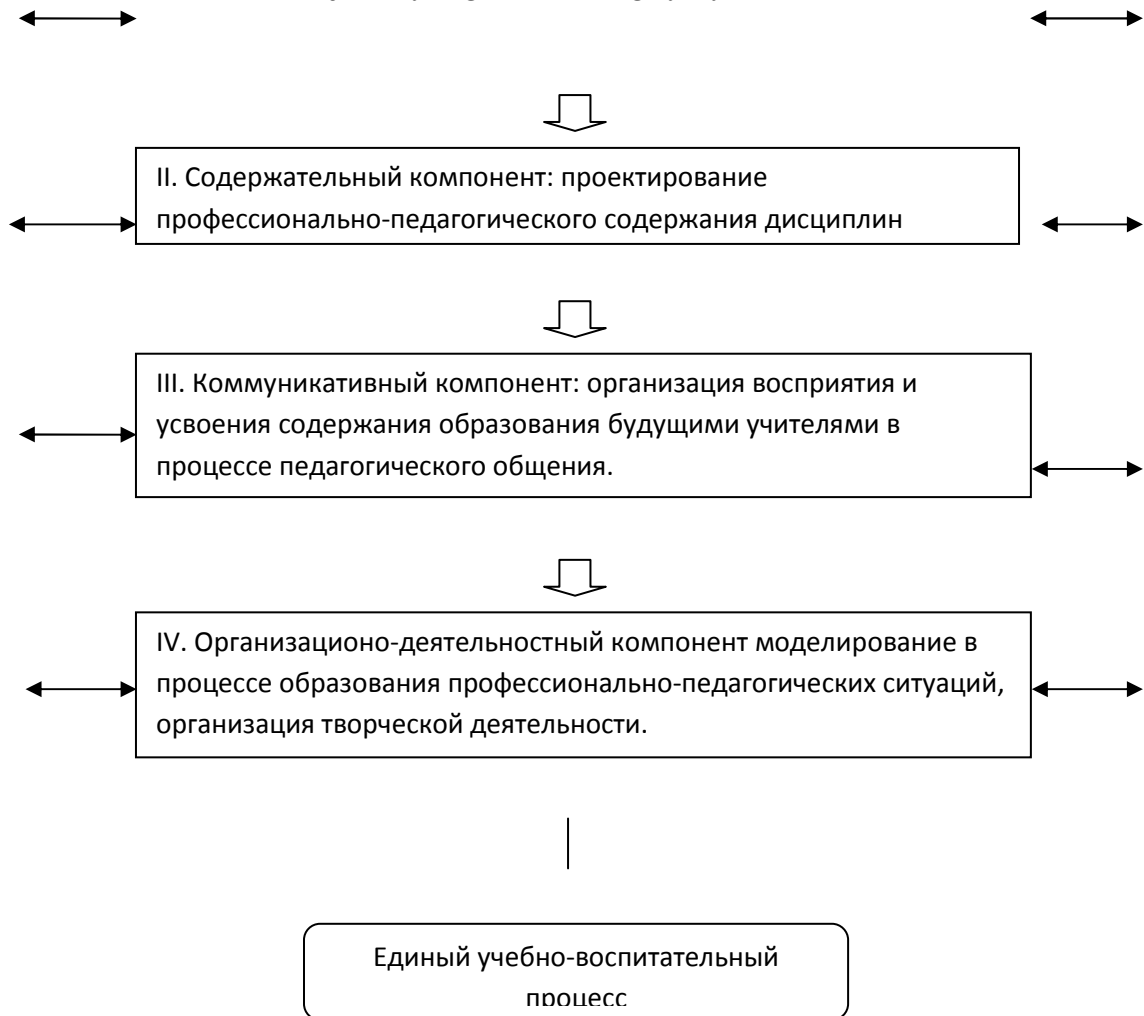 II. Содержательный компонент: проектирование
профессионально-педагогического содержания дисциплин
III. Коммуникативный компонент: организация восприятия и
усвоения содержания образования будущими учителями в
процессе педагогического общения.
IV. Организационо-деятельностный компонент моделирование в
процессе образования профессионально-педагогических ситуаций,
организация творческой деятельности.
Единый учебно-воспитательный
процесс